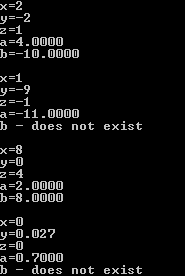 x=2
y=-2
z=1
a=4.0000
b=-10.0000
x=1
y=-9
z=-1
a=-11.0000
b - does not exist
x=8
y=0
z=4
a=2.0000
b=8.0000
x=0
y=0.027
z=0
a=0.7000
b - does not exist